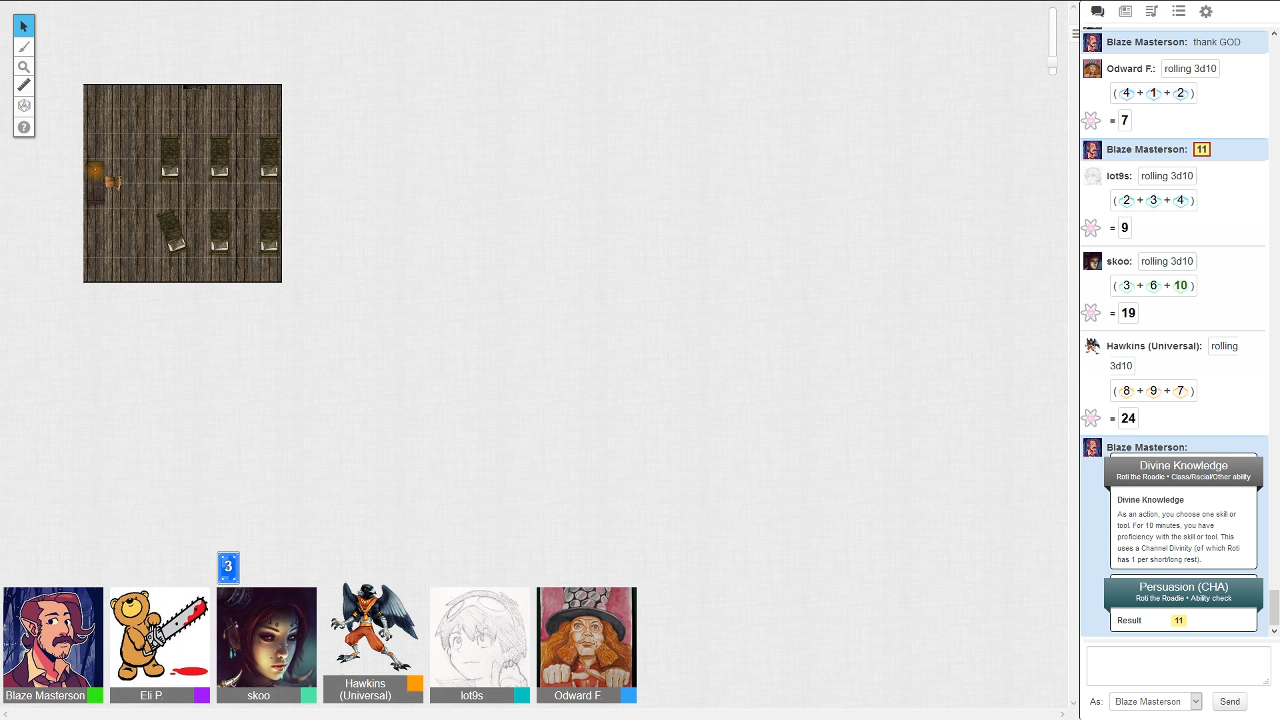 Blaze Masterson: thank GOD
Odward F.: rolling 3d10
( 4 + 1 + 2 )
= 7
Blaze Masterson: 11
lot9s: rolling 3d10
( 2 + 3 + 4 )
= 9
skoo: rolling 3d10
( 3 + 6 + 10 )
= 19
Hawkins (Universal): rolling
3d10
( 8 + 9 + 7 )
= 24
Blaze Masterson:
Divine Knowledge
Roti the Roadie • Class/Racial/Other ability
Divine Knowledge
As an action, you choose one skill or
tool. For 10 minutes, you have
proficiency with the skill or tool. This
uses a Channel Divinity (of which Roti
has 1 per short/long rest).
Persuasion (CHA)
Roti the Roadie • Ability check
Result 11
As: Blaze Masterson Send
3
Blaze Masterson
Eli P.
skoo
Hawkins
(Universal)
lot9s
Odward F